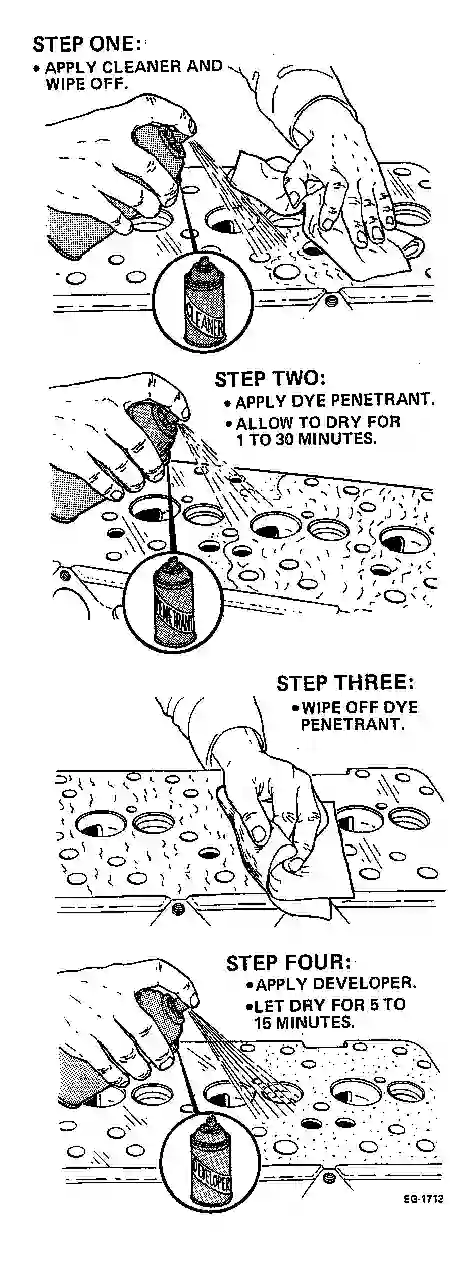 STEP ONE:
• APPLY CLEANER AND
WIPE OFF.
CLEANER
STEP TWO:
• APPLY DYE PENETRANT.
• ALLOW TO DRY FOR
1 TO 30 MINUTES.
STEP THREE:
• WIPE OFF DYE
PENETRANT.
STEP FOUR:
• APPLY DEVELOPER.
• LET DRY FOR 5 TO
15 MINUTES.
DEVELOPER
EG-1712